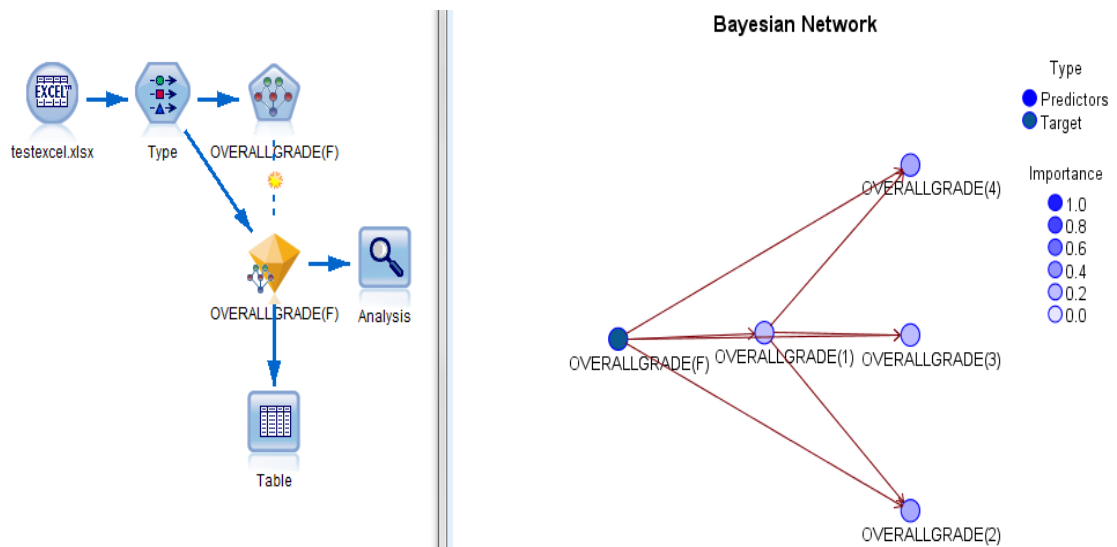 EXCEL™
testexcel.xlsx
Type
OVERALLGRADE(F)
OVERALLGRADE(F)
Analysis
Table
Bayesian Network
Type
Predictors
Target
Importance
1.0
0.8
0.6
0.4
0.2
0.0
OVERALLGRADE(4)
OVERALLGRADE(F)
OVERALLGRADE(1)
OVERALLGRADE(3)
OVERALLGRADE(2)